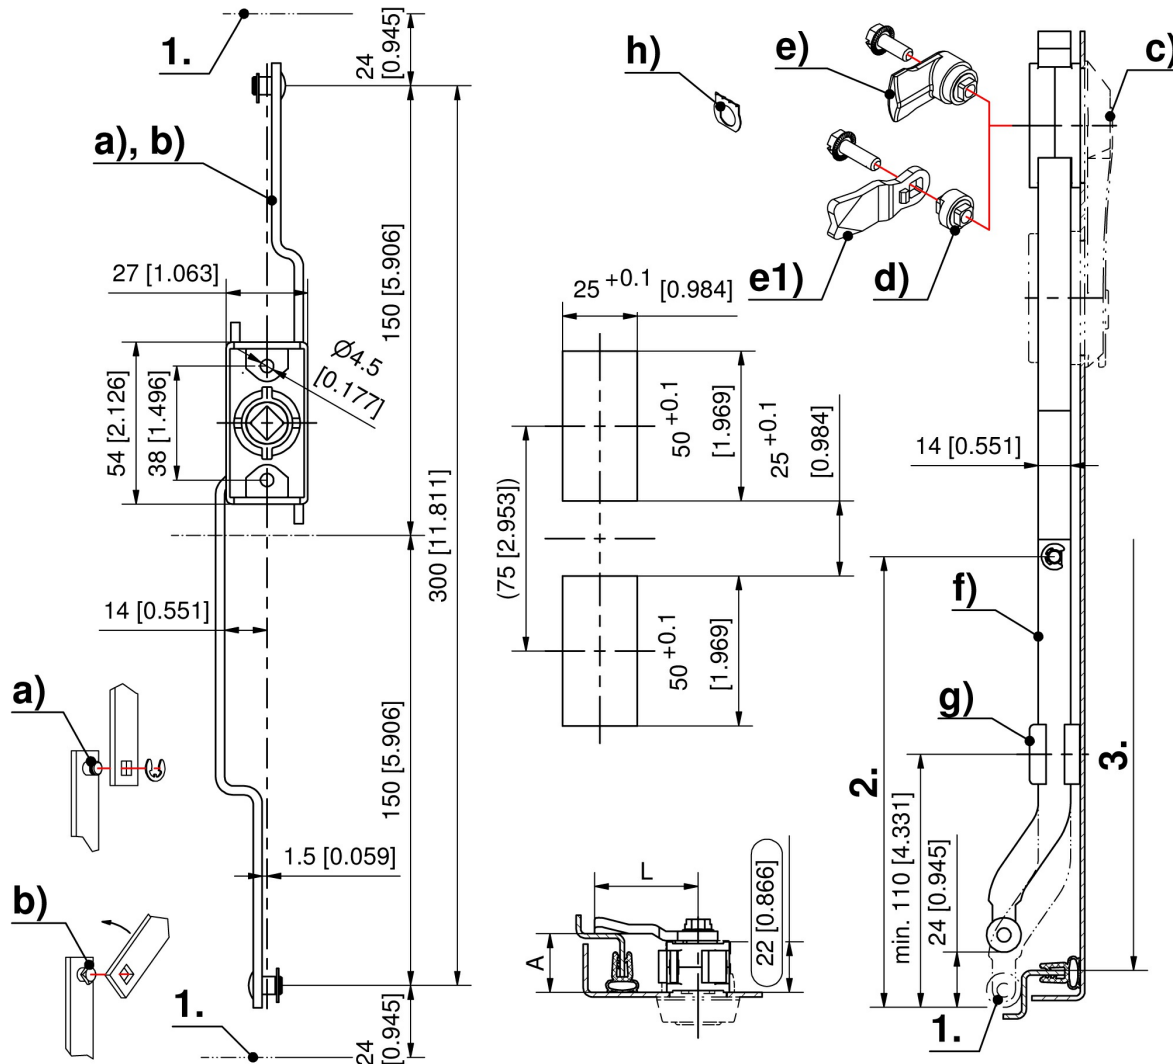 1.
24
[0.945]
a), b)
27 [1.063]
150 [5.906]
Ø4.5
[0.177]
54 [2.126]
38 [1.496]
300 [11.811]
14 [0.551]
a)
150 [5.906]
1.5 [0.059]
b)
1.
24
[0.945]
h)
e)
c)
e1)
d)
25 +0.1 [0.984]
50 +0.1
[1.969]
25 +0.1
[0.984]
(75 [2.953])
50 +0.1
[1.969]
14 [0.551]
f)
g)
2.
3.
min. 110 [4.331]
24 [0.945]
L
A
22 [0.866]
1.